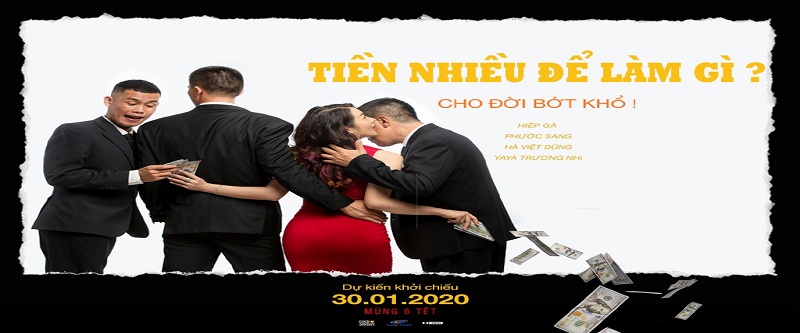 TIỀN NHIỀU ĐỂ LÀM GÌ ?
CHO ĐỜI BỚT KHỔ !
HIỆP GÀ
PHƯỚC SANG
HÀ VIỆT DŨNG
YAYA TRƯƠNG NHI
Dự kiến khởi chiếu
30.01.2020
MÙNG 6 TẾT